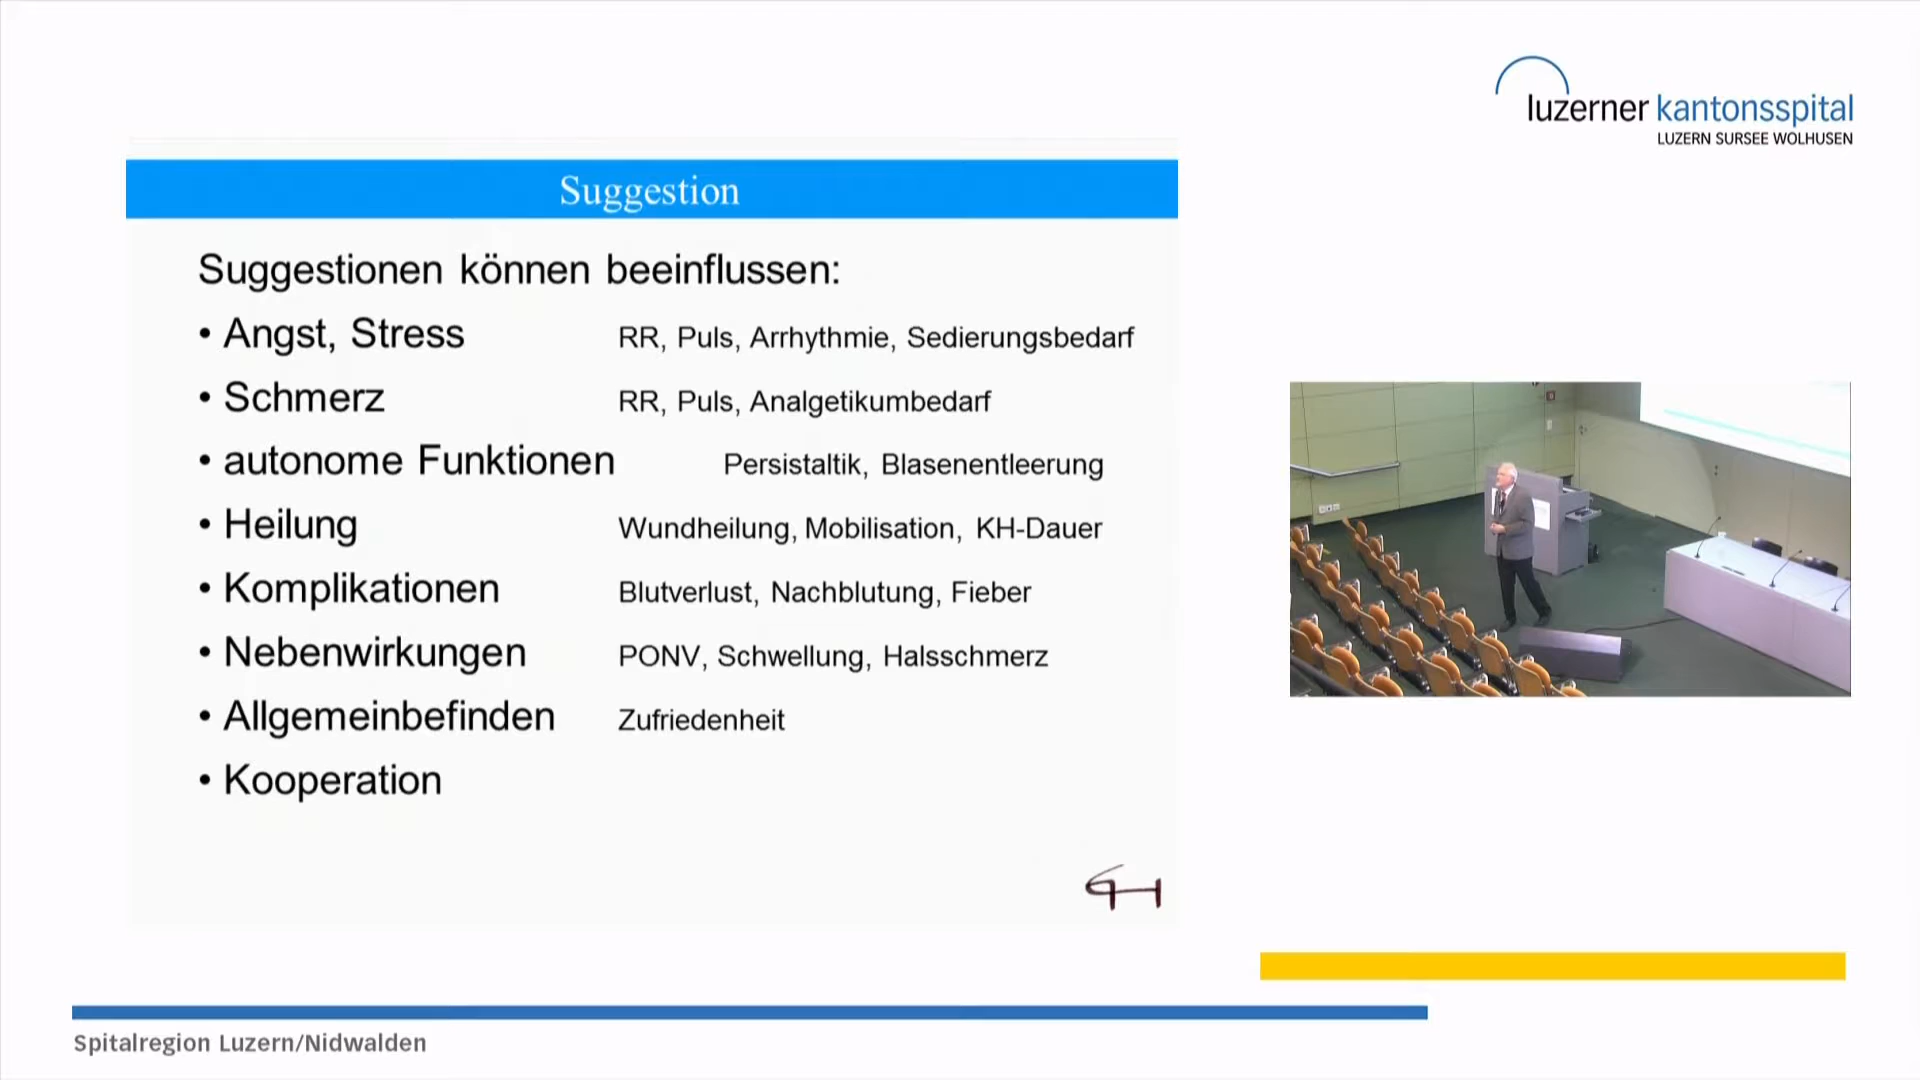 luzerner kantonsspital
LUZERN SURSEE WOLHUSEN
Suggestion
Suggestionen können beeinflussen:
• Angst, Stress RR, Puls, Arrhythmie, Sedierungsbedarf
• Schmerz RR, Puls, Analgetikumbedarf
• autonome Funktionen Persistaltik, Blasenentleerung
• Heilung Wundheilung, Mobilisation, KH-Dauer
• Komplikationen Blutverlust, Nachblutung, Fieber
• Nebenwirkungen PONV, Schwellung, Halsschmerz
• Allgemeinbefinden Zufriedenheit
• Kooperation
Spitalregion Luzern/Nidwalden